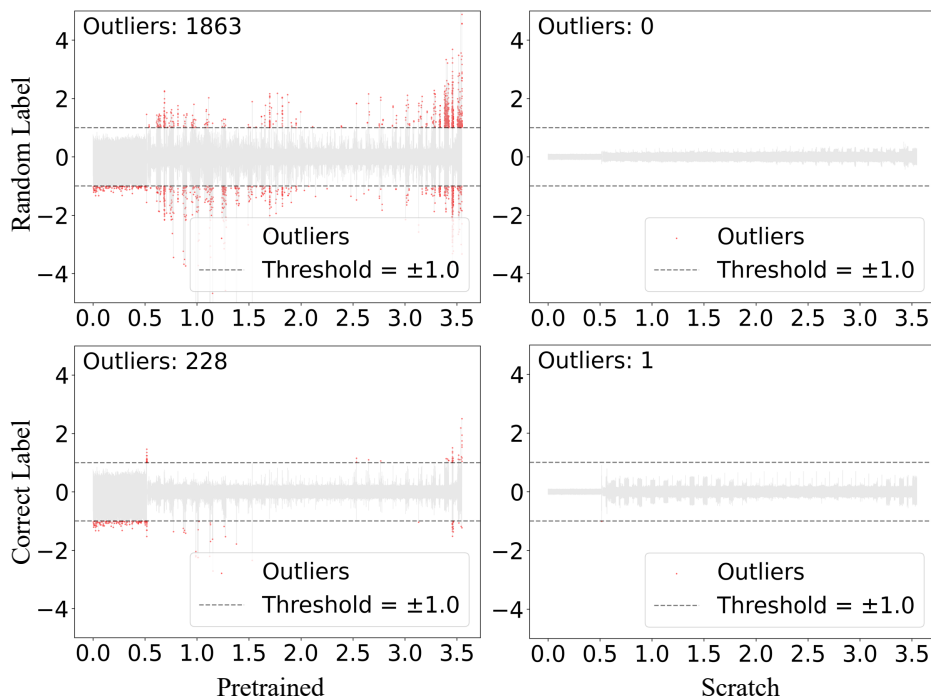 Outliers: 1863
4
2
0
−2
−4
Random Label
Outliers
Threshold = ±1.0
0.0 0.5 1.0 1.5 2.0 2.5 3.0 3.5
Outliers: 0
4
2
0
−2
−4
Outliers
Threshold = ±1.0
0.0 0.5 1.0 1.5 2.0 2.5 3.0 3.5
Outliers: 228
4
2
0
−2
−4
Correct Label
Outliers
Threshold = ±1.0
0.0 0.5 1.0 1.5 2.0 2.5 3.0 3.5
Pretrained
Outliers: 1
4
2
0
−2
−4
Outliers
Threshold = ±1.0
0.0 0.5 1.0 1.5 2.0 2.5 3.0 3.5
Scratch